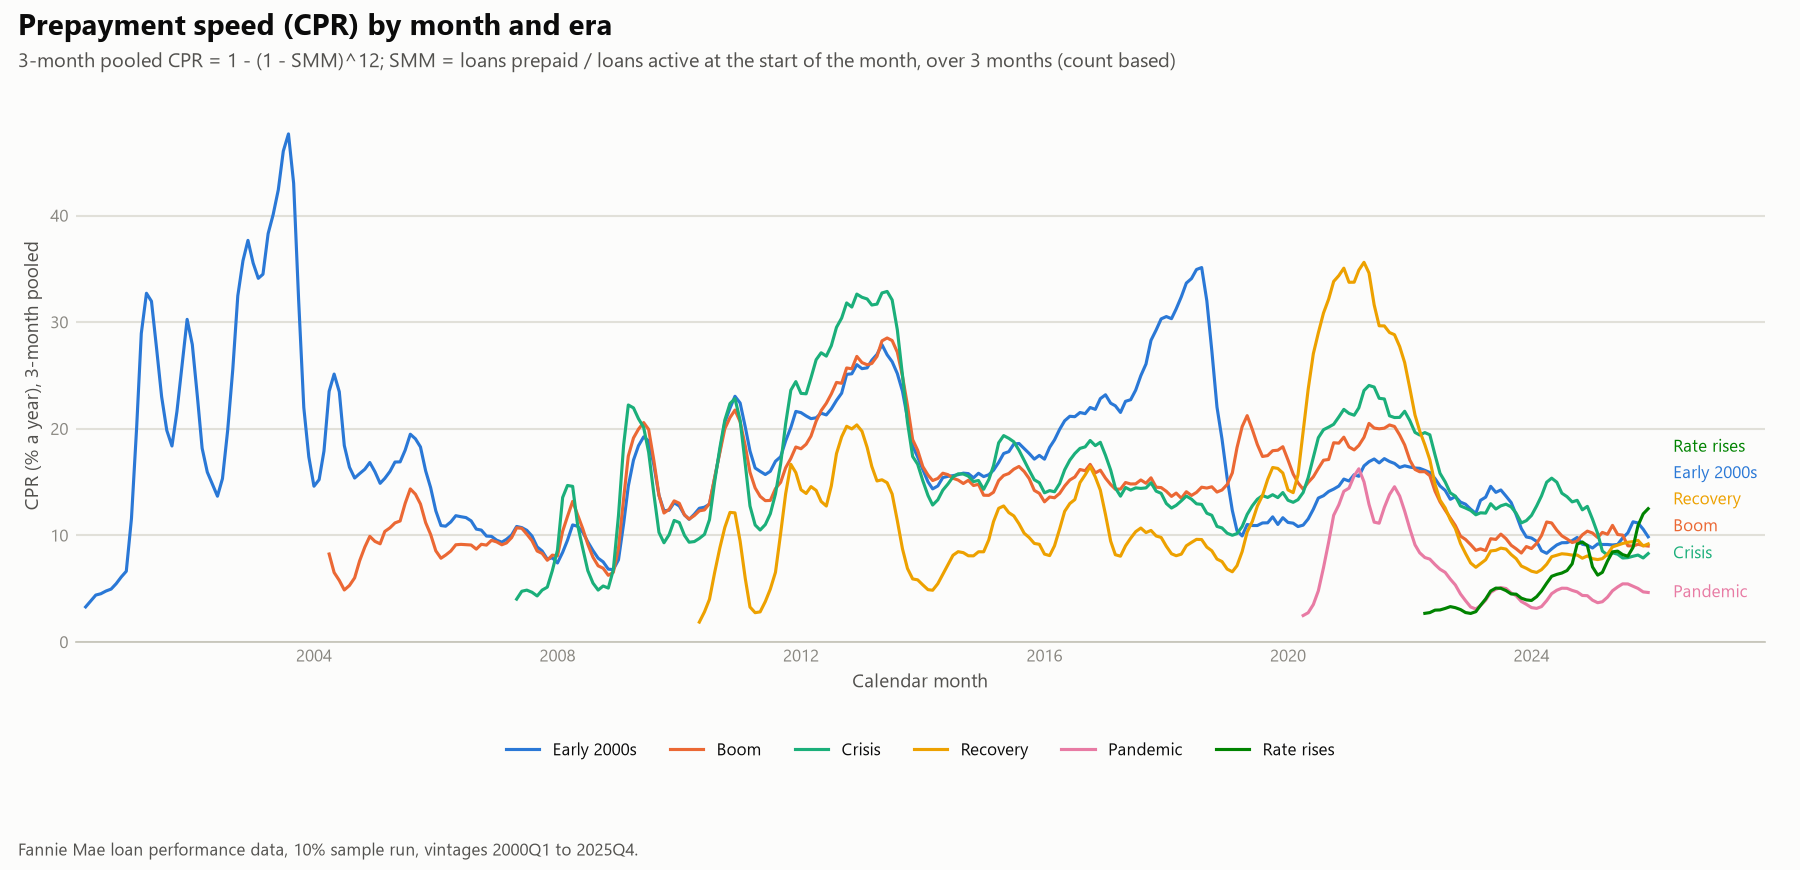 Prepayment speed (CPR) by month and era
3-month pooled CPR = 1 - (1 - SMM)^12; SMM = loans prepaid / loans active at the start of the month, over 3 months (count based)
CPR (% a year), 3-month pooled
40
30
20
10
0
Rate rises
Early 2000s
Recovery
Boom
Crisis
Pandemic
2004 2008 2012 2016 2020 2024
Calendar month
Early 2000s Boom Crisis Recovery Pandemic Rate rises
Fannie Mae loan performance data, 10% sample run, vintages 2000Q1 to 2025Q4.